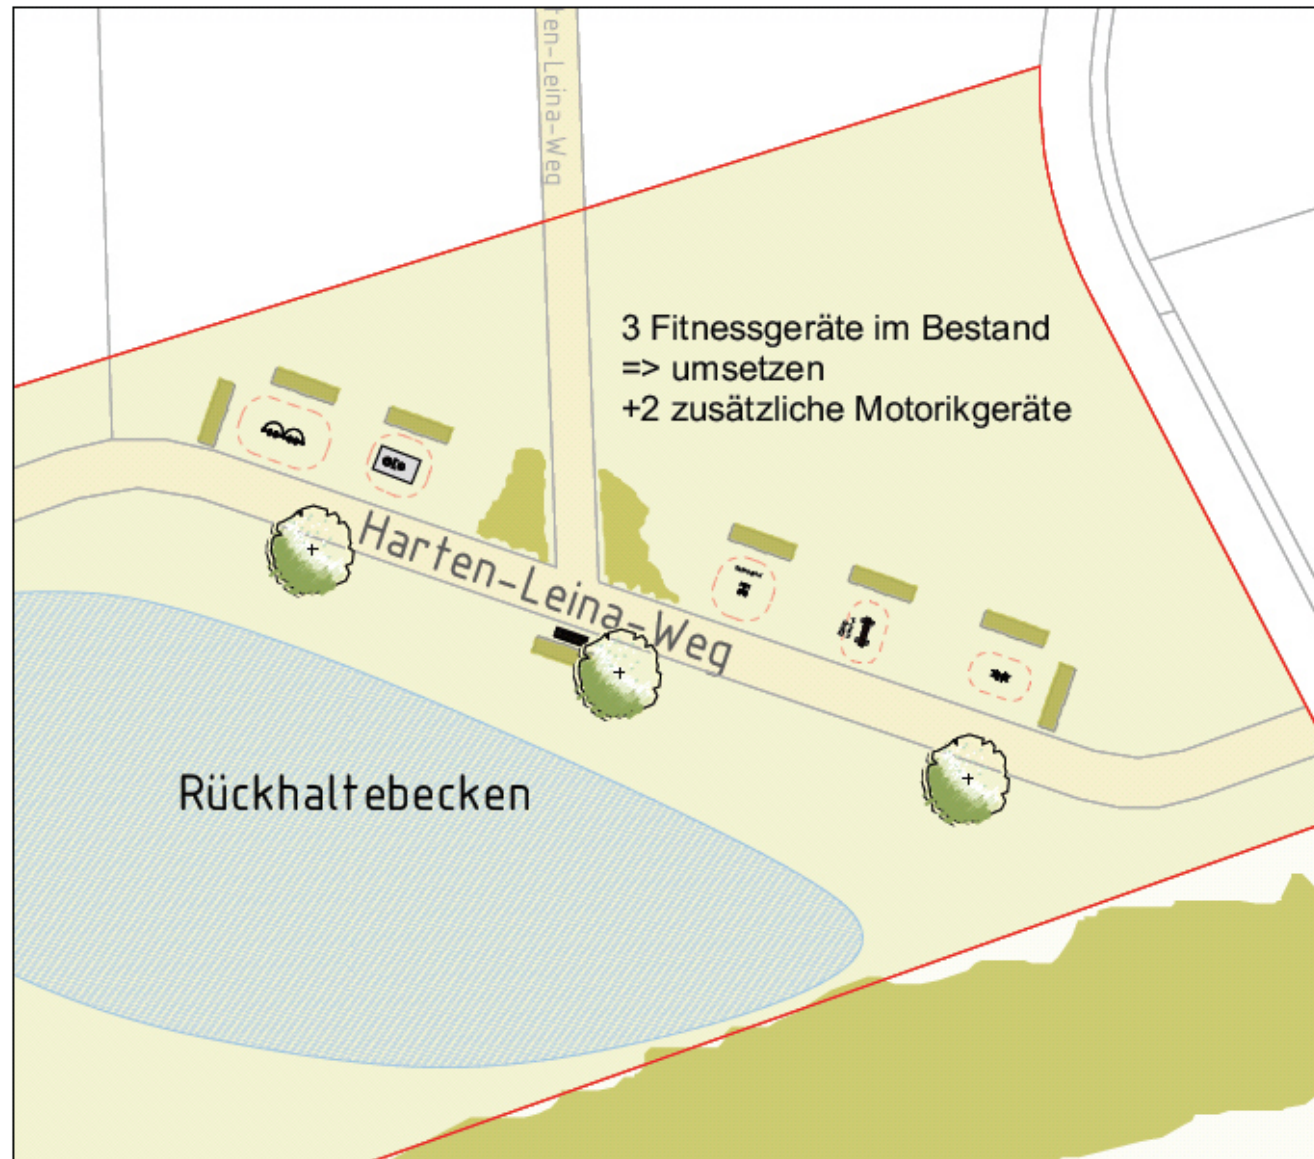 ten-Leina-Weg
3 Fitnessgeräte im Bestand
=> umsetzen
+2 zusätzliche Motorikgeräte
Harten-Leina-Weg
Rückhaltebecken